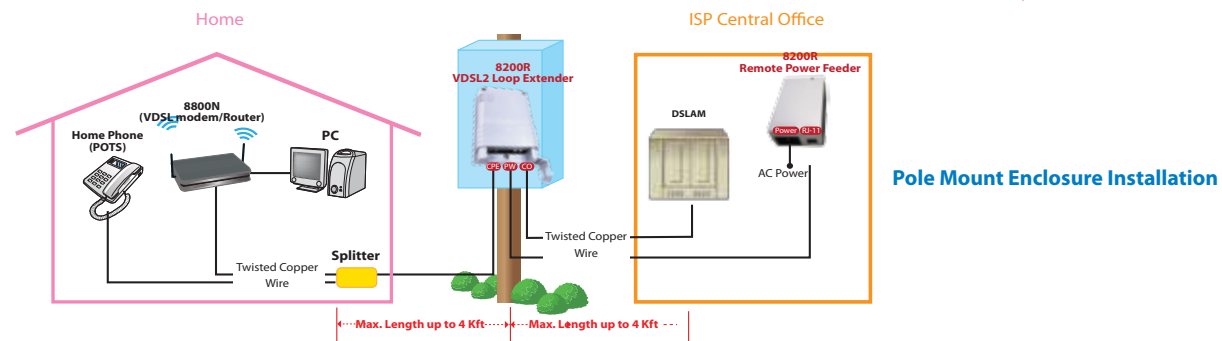 Home
ISP Central Office
8200R
VDSL2 Loop Extender
8200R
Remote Power Feeder
8800N
(VDSL modem/Router)
Home Phone
(POTS)
PC
DSLAM
Power
RJ-11
CPE
PW
CO
AC Power
Pole Mount Enclosure Installation
Twisted Copper
Wire
Splitter
Twisted Copper
Wire
Max. Length up to 4 Kft
Max. Length up to 4 Kft